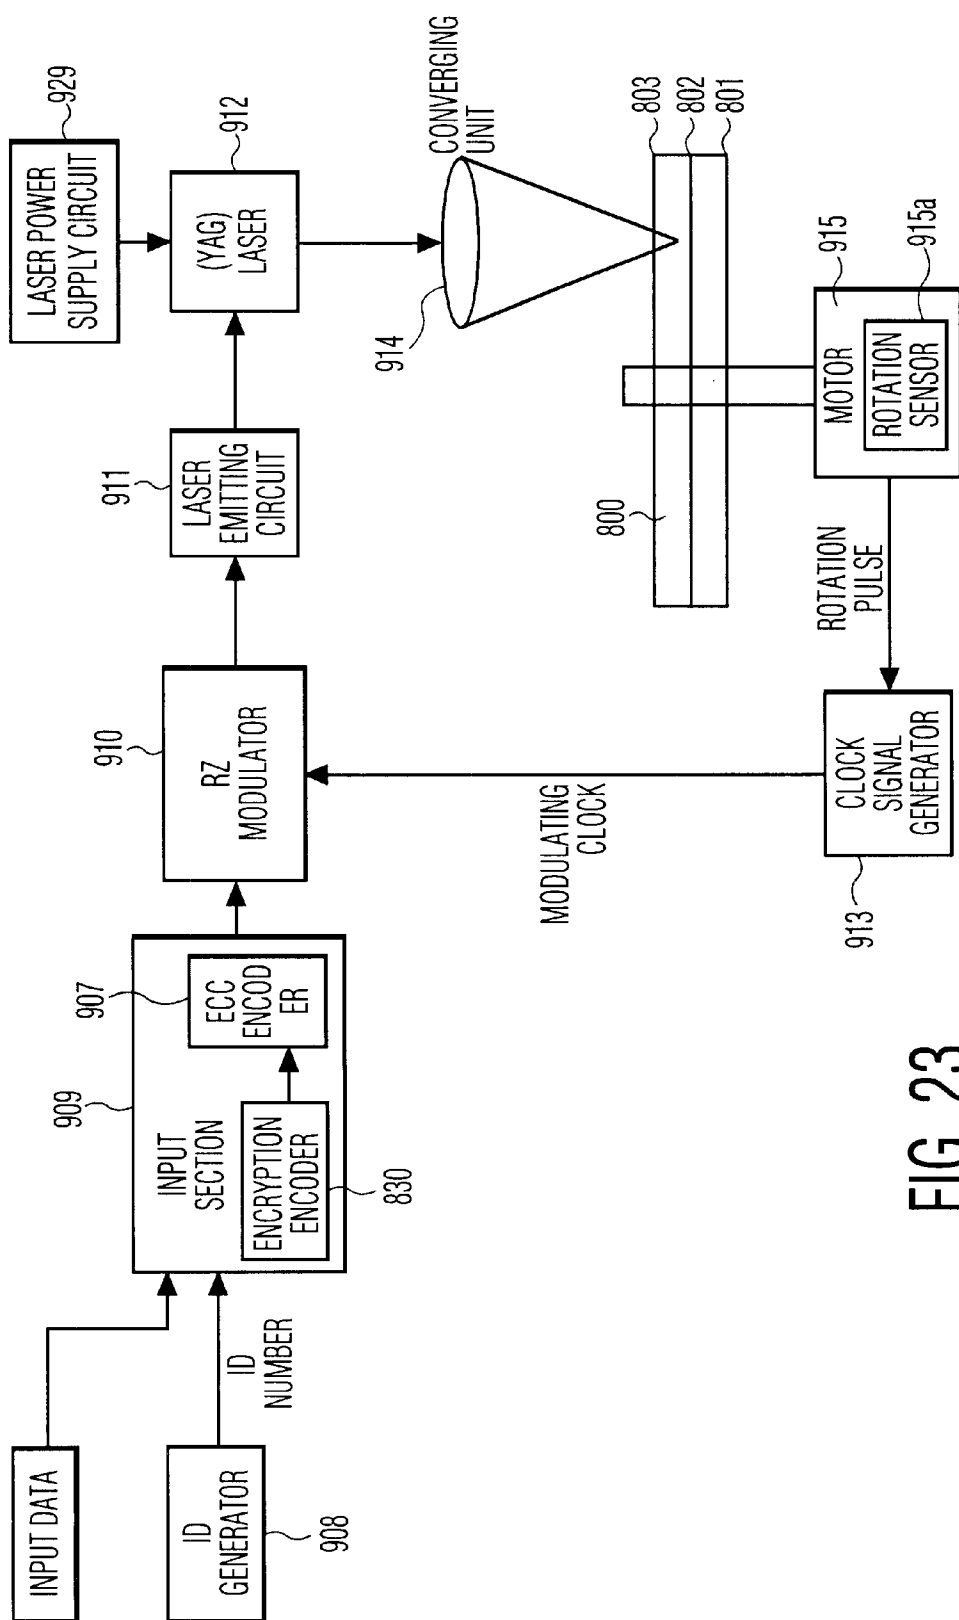 INPUT DATA
ID
GENERATOR
908
ID
NUMBER
909
INPUT
SECTION
ENCRYPTION
ENCODER
830
907
ECC
ENCOD
ER
910
RZ
MODULATOR
911
LASER
EMITTING
CIRCUIT
LASER POWER
SUPPLY CIRCUIT
929
(YAG)
LASER
912
CONVERGING
UNIT
914
803
802
801
800
MOTOR
915
ROTATION
SENSOR
915a
ROTATION
PULSE
CLOCK
SIGNAL
GENERATOR
913
MODULATING
CLOCK
FIG. 23